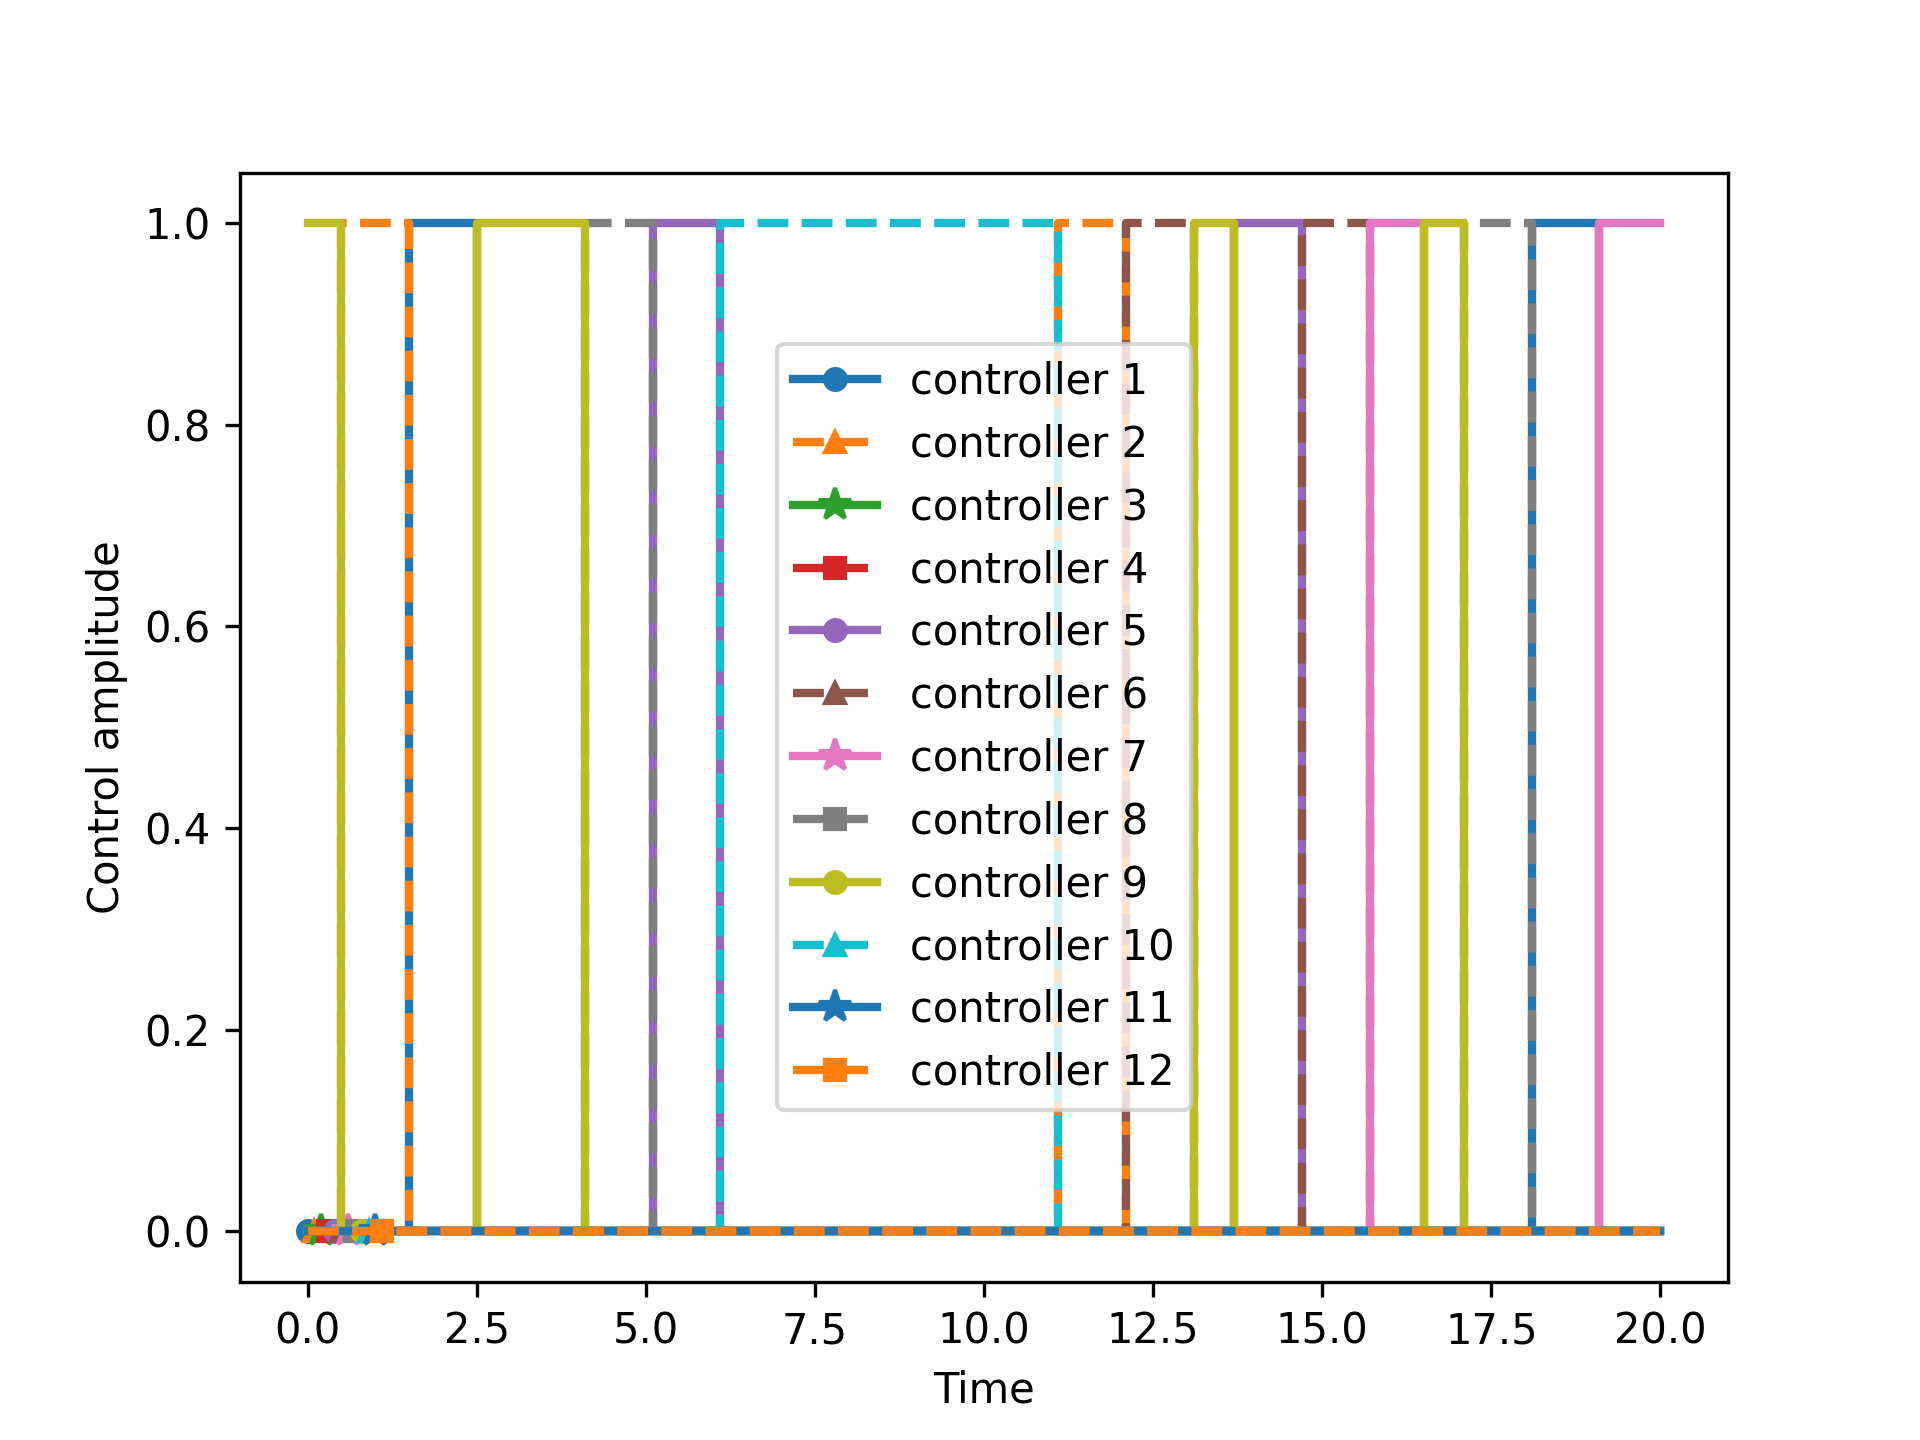 1.0
0.8
0.6
0.4
0.2
0.0
Control amplitude
controller 1
controller 2
controller 3
controller 4
controller 5
controller 6
controller 7
controller 8
controller 9
controller 10
controller 11
controller 12
0.0 2.5 5.0 7.5 10.0 12.5 15.0 17.5 20.0
Time